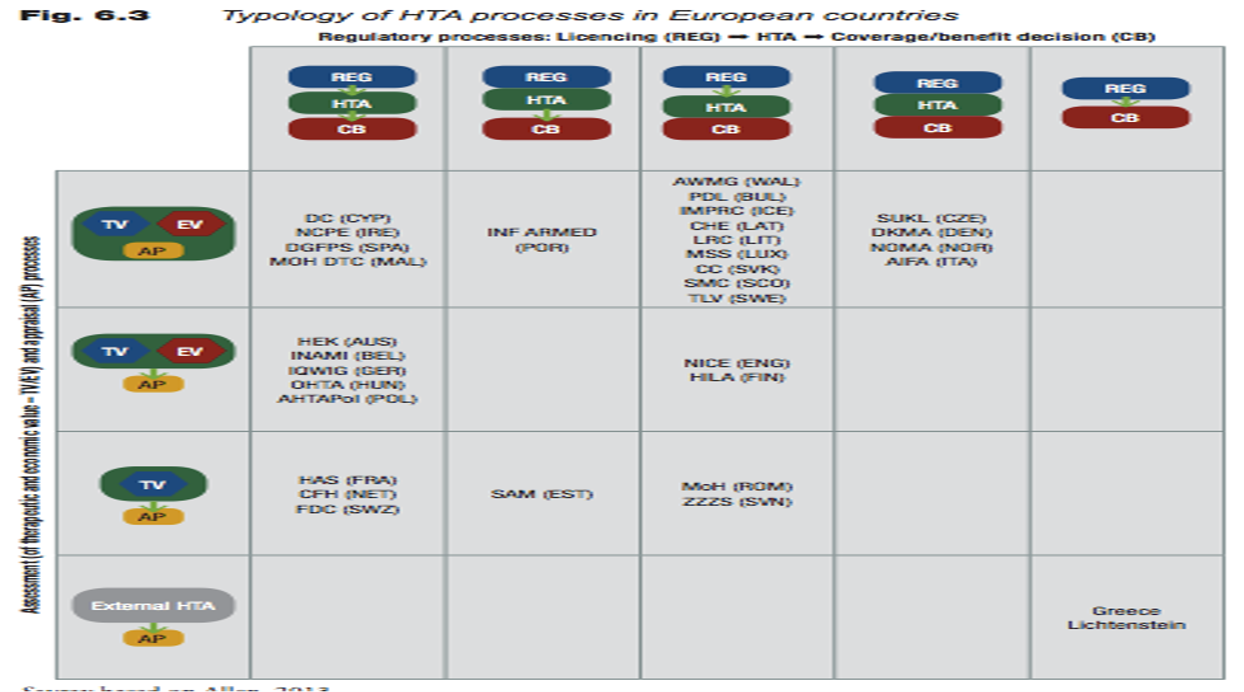 Fig. 6.3 Typology of HTA processes in European countries
Regulatory processes: Licencing (REG) → HTA → Coverage/benefit decision (CB)
REG
HTA
CB
REG
HTA
CB
REG
HTA
CB
REG
HTA
CB
REG
CB
Assessment (of therapeutic and economic value – TV/EV) and appraisal (AP) processes
TV EV
AP
DC (CYP)
NCPE (IRE)
DGFPS (SPA)
MOH DTC (MAL)
INF ARMED
(POR)
AWMG (WAL)
PDL (BUL)
IMPRC (ICE)
CHE (LAT)
LRC (LIT)
MSS (LUX)
CC (SVK)
SMC (SCO)
TLV (SWE)
SUKL (CZE)
DKMA (DEN)
NOMA (NOR)
AIFA (ITA)
TV EV
AP
HEK (AUS)
INAMI (BEL)
IQWIG (GER)
OHTA (HUN)
AHTAPol (POL)
NICE (ENG)
HILA (FIN)
TV
AP
HAS (FRA)
CFH (NET)
FDC (SWZ)
SAM (EST)
MoH (ROM)
ZZZS (SVN)
External HTA
AP
Greece
Lichtenstein
based on Allen, 2013